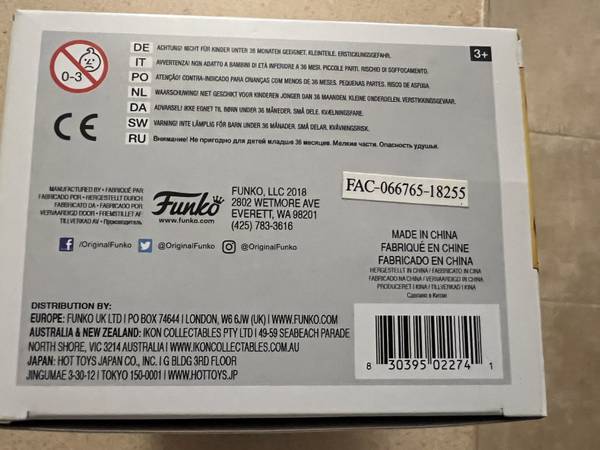 0-3
DE ACHTUNG! NICHT FÜR KINDER UNTER 36 MONATEN GEEIGNET. KLEINTEILE. ERSTICKUNGSGEFAHR.
3+
IT AVVERTENZA! NON ADATTO A BAMBINI DI ETÀ INFERIORE A 36 MESI. PICCOLE PARTI. RISCHIO DI SOFFOCAMENTO.
PO ATENÇÃO! CONTRA-INDICADO PARA CRIANÇAS COM MENOS DE 36 MESES. PEQUENAS PARTES. RISCO DE ASFIXIA.
NL WAARSCHUWING! NIET GESCHIKT VOOR KINDEREN JONGER DAN 36 MAANDEN. KLEINE ONDERDELEN. VERSTIKKINGSGEVAAR.
DA ADVARSEL! IKKE EGNET TIL BØRN UNDER 36 MÅNEDER. SMÅ DELE. KVÆLNINGSFARE.
SW VARNING! INTE LÄMPLIG FÖR BARN UNDER 36 MÅNADER. SMÅ DELAR. KVÄVNINGSRISK.
RU Внимание! Не пригодно для детей младше 36 месяцев. Мелкие части. Опасность удушья.
CE
MANUFACTURED BY • FABRIQUÉ PAR
FABRICADO POR • HERGESTELLT DURCH
FABBRICATO DA • FABRICADO POR
VERVAARDIGD DOOR • FREMSTILLET AF
TILLVERKAD AV • Производитель
Funko
www.funko.com
FUNKO, LLC 2018
2802 WETMORE AVE
EVERETT, WA 98201
(425) 783-3616
FAC-066765-18255
f /OriginalFunko @OriginalFunko @OriginalFunko
MADE IN CHINA
FABRIQUÉ EN CHINE
FABRICADO EN CHINA
HERGESTELLT IN CHINA / FABBRICATO IN CINA
FABRICADO NA CHINA / VERVAARDIGD IN CHINA
PRODUCERET I KINA / TILLVERKAD I KINA
Сделано в Китае
DISTRIBUTION BY:
EUROPE: FUNKO UK LTD | PO BOX 74644 | LONDON, W6 6JW (UK) | WWW.FUNKO.COM
AUSTRALIA & NEW ZEALAND: IKON COLLECTABLES PTY LTD | 49-59 SEABEACH PARADE
NORTH SHORE, VIC 3214 AUSTRALIA | WWW.IKONCOLLECTABLES.COM.AU
JAPAN: HOT TOYS JAPAN CO., INC. I G BLDG 3RD FLOOR
JINGUMAE 3-30-12 | TOKYO 150-0001 | WWW.HOTTOYS.JP
8 30395 02274 1